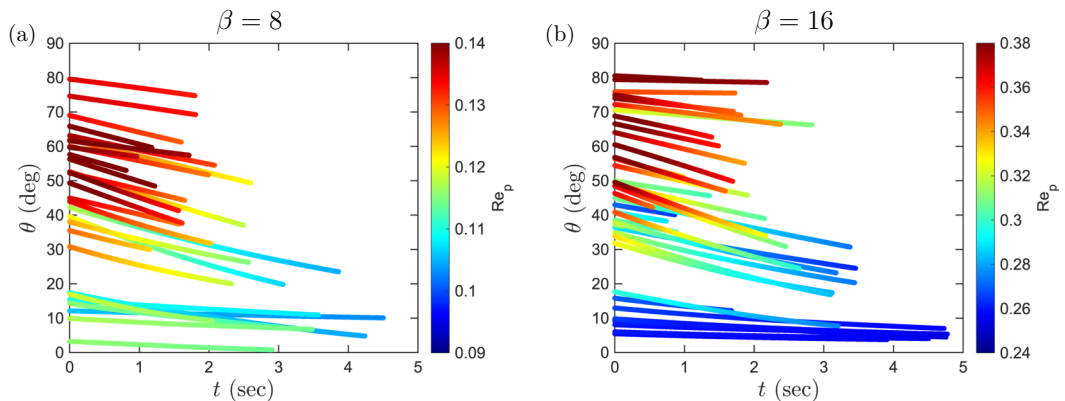 β = 8
(a)
90
80
70
60
50
40
30
20
10
0
θ (deg)
0 1 2 3 4 5
t (sec)
0.14
0.13
0.12
0.11
0.1
0.09
Re_p
β = 16
(b)
90
80
70
60
50
40
30
20
10
0
θ (deg)
0 1 2 3 4 5
t (sec)
0.38
0.36
0.34
0.32
0.3
0.28
0.26
0.24
Re_p